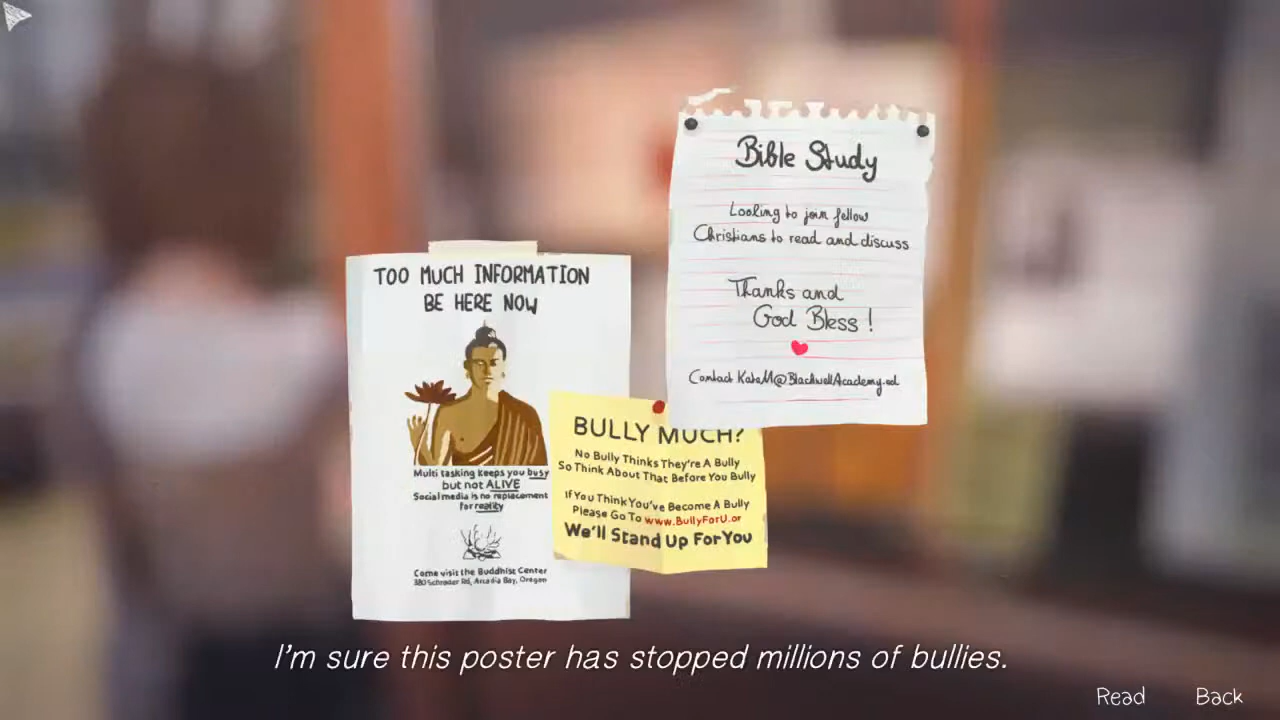 TOO MUCH INFORMATION
BE HERE NOW
Multi tasking keeps you busy
but not ALIVE
Social media is no replacement
for reality
Come visit the Buddhist Center
380 Schroder Rd, Arcadia Bay, Oregon
Bible Study
Looking to join fellow
Christians to read and discuss
Thanks and
God Bless !
Contact KateM@BlackwellAcademy.ed
BULLY MUCH?
No Bully Thinks They're A Bully
So Think About That Before You Bully
If You Think You've Become A Bully
Please Go To www.BullyForU.or
We'll Stand Up For You
I'm sure this poster has stopped millions of bullies.
Read
Back